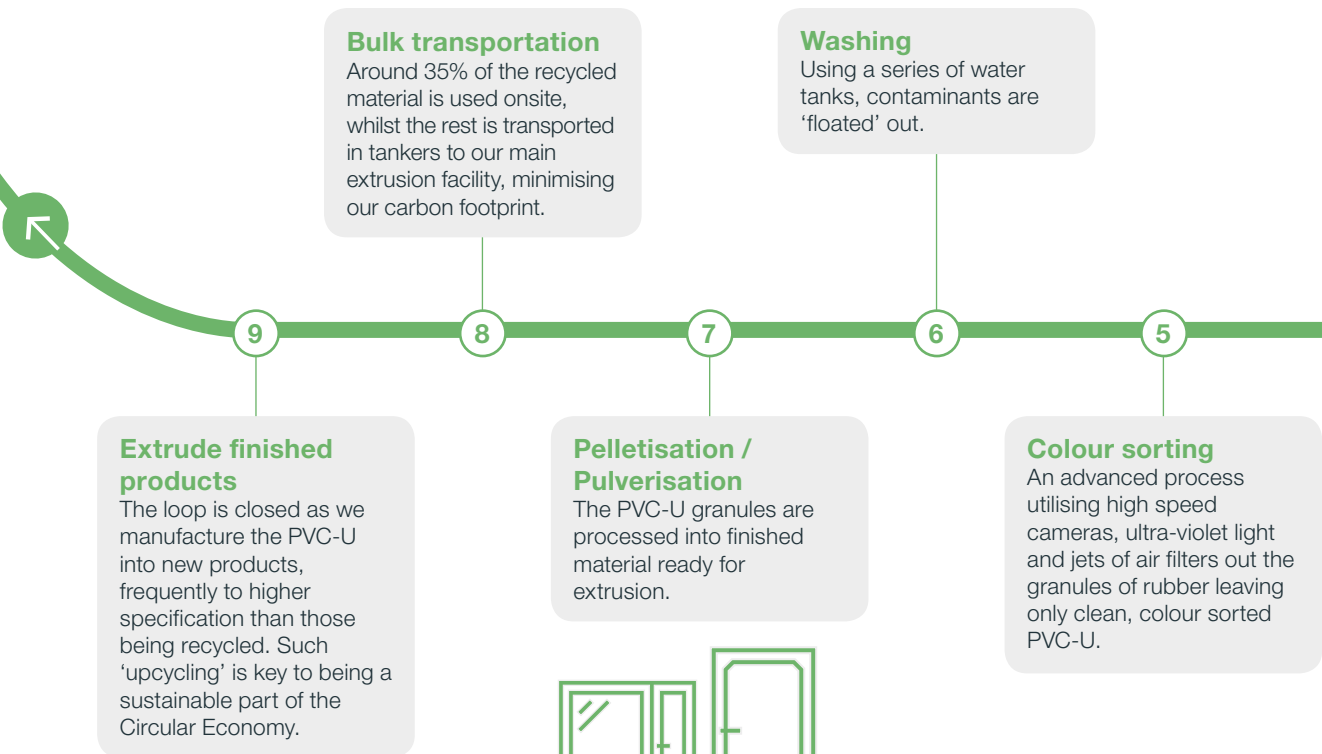 Bulk transportation
Around 35% of the recycled
material is used onsite,
whilst the rest is transported
in tankers to our main
extrusion facility, minimising
our carbon footprint.
Washing
Using a series of water
tanks, contaminants are
‘floated’ out.
9
8
7
6
5
Extrude finished
products
The loop is closed as we
manufacture the PVC-U
into new products,
frequently to higher
specification than those
being recycled. Such
‘upcycling’ is key to being a
sustainable part of the
Circular Economy.
Pelletisation /
Pulverisation
The PVC-U granules are
processed into finished
material ready for
extrusion.
Colour sorting
An advanced process
utilising high speed
cameras, ultra-violet light
and jets of air filters out the
granules of rubber leaving
only clean, colour sorted
PVC-U.